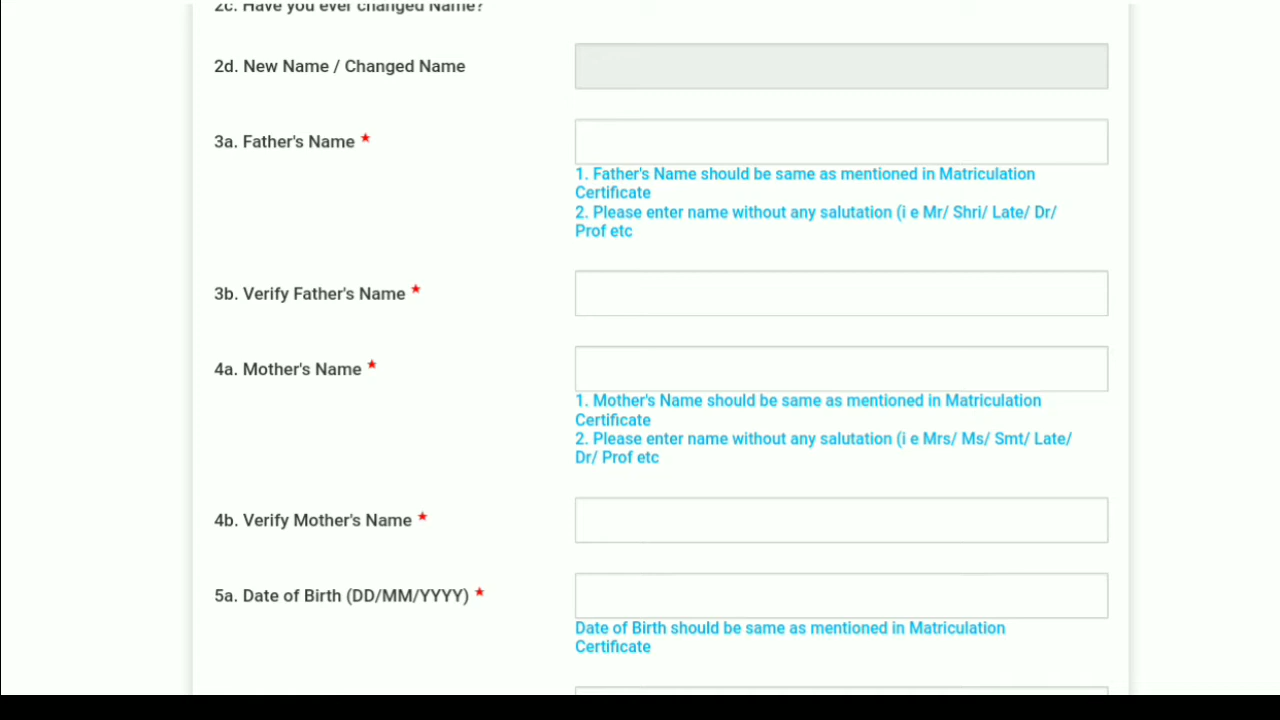 2c. Have you ever changed Name?
2d. New Name / Changed Name
3a. Father's Name *
1. Father's Name should be same as mentioned in Matriculation
Certificate
2. Please enter name without any salutation (i e Mr/ Shri/ Late/ Dr/
Prof etc
3b. Verify Father's Name *
4a. Mother's Name *
1. Mother's Name should be same as mentioned in Matriculation
Certificate
2. Please enter name without any salutation (i e Mrs/ Ms/ Smt/ Late/
Dr/ Prof etc
4b. Verify Mother's Name *
5a. Date of Birth (DD/MM/YYYY) *
Date of Birth should be same as mentioned in Matriculation
Certificate